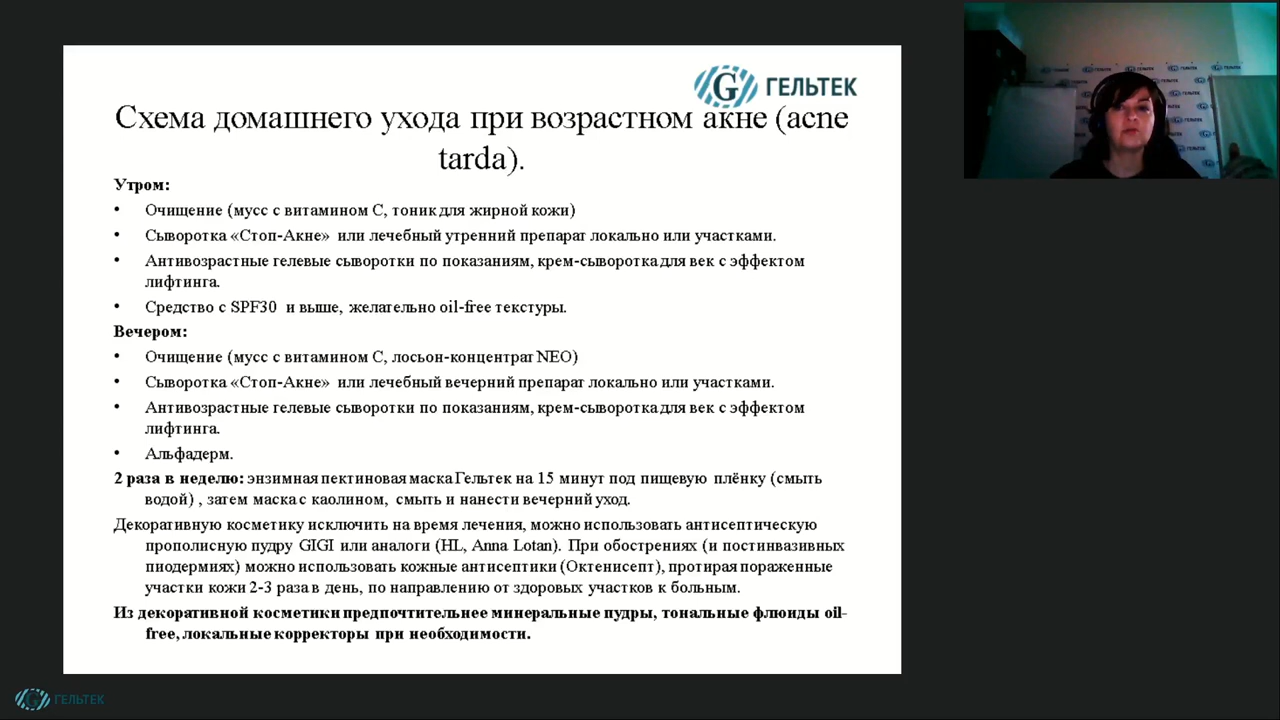 ГЕЛЬТЕК
Схема домашнего ухода при возрастном акне (acne
tarda).
Утром:
• Очищение (мусс с витамином С, тоник для жирной кожи)
• Сыворотка «Стоп-Акне» или лечебный утренний препарат локально или участками.
• Антивозрастные гелевые сыворотки по показаниям, крем-сыворотка для век с эффектом
лифтинга.
• Средство с SPF30 и выше, желательно oil-free текстуры.
Вечером:
• Очищение (мусс с витамином С, лосьон-концентрат NEO)
• Сыворотка «Стоп-Акне» или лечебный вечерний препарат локально или участками.
• Антивозрастные гелевые сыворотки по показаниям, крем-сыворотка для век с эффектом
лифтинга.
• Альфадерм.
2 раза в неделю: энзимная пектиновая маска Гельтек на 15 минут под пищевую плёнку (смыть
водой) , затем маска с каолином, смыть и нанести вечерний уход.
Декоративную косметику исключить на время лечения, можно использовать антисептическую
прополисную пудру GIGI или аналоги (HL, Anna Lotan). При обострениях (и постинвазивных
пиодермиях) можно использовать кожные антисептики (Октенисепт), протирая пораженные
участки кожи 2-3 раза в день, по направлению от здоровых участков к больным.
Из декоративной косметики предпочтительнее минеральные пудры, тональные флюиды oil-
free, локальные корректоры при необходимости.
ГЕЛЬТЕК